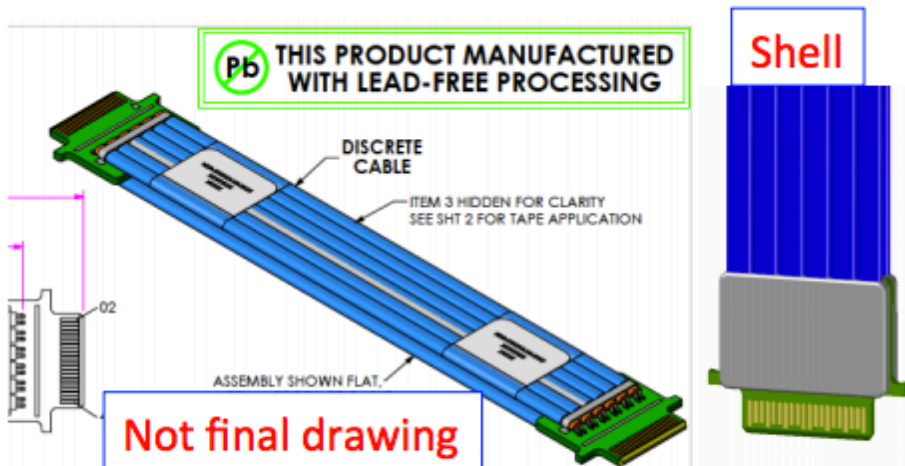 Pb
THIS PRODUCT MANUFACTURED
WITH LEAD-FREE PROCESSING
Shell
DISCRETE
CABLE
ITEM 3 HIDDEN FOR CLARITY
SEE SHT 2 FOR TAPE APPLICATION
02
ASSEMBLY SHOWN FLAT,
Not final drawing